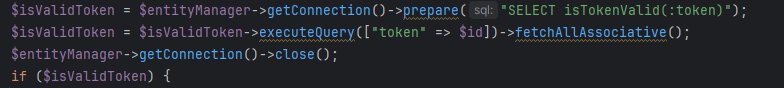 $isValidToken = $entityManager->getConnection()->prepare( sql: "SELECT isTokenValid(:token)");
$isValidToken = $isValidToken->executeQuery(["token" => $id])->fetchAllAssociative();
$entityManager->getConnection()->close();
if ($isValidToken) {